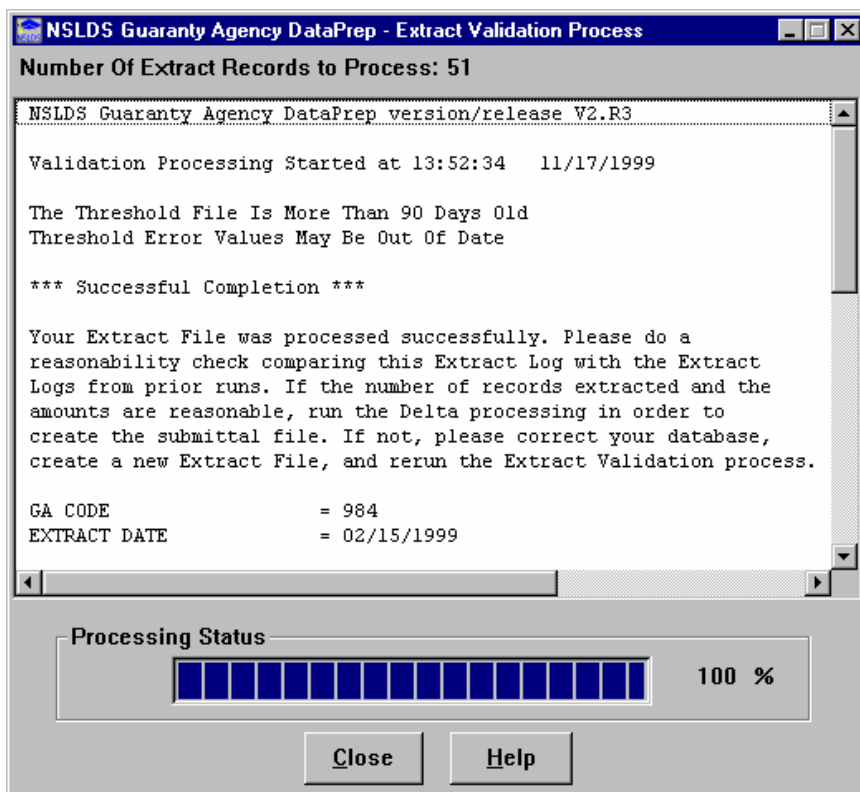 NSLDS Guaranty Agency DataPrep - Extract Validation Process
Number Of Extract Records to Process: 51
NSLDS Guaranty Agency DataPrep version/release V2.R3
Validation Processing Started at 13:52:34 11/17/1999
The Threshold File Is More Than 90 Days Old
Threshold Error Values May Be Out Of Date
*** Successful Completion ***
Your Extract File was processed successfully. Please do a
reasonability check comparing this Extract Log with the Extract
Logs from prior runs. If the number of records extracted and the
amounts are reasonable, run the Delta processing in order to
create the submittal file. If not, please correct your database,
create a new Extract File, and rerun the Extract Validation process.
GA CODE = 984
EXTRACT DATE = 02/15/1999
Processing Status
100 %
Close Help